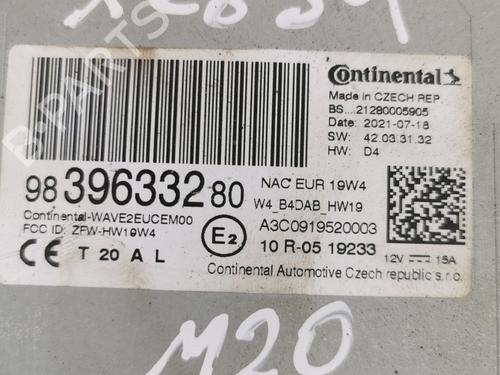 Continental
Made in CZECH REP
BS...21280005905
Date: 2021-07-18
SW: 42.03.31.32
HW: D4
98 396332 80
NAC EUR 19W4
Continental-WAVE2EUCEM00
W4_B4DAB_HW19
FCC ID: ZFW-HW19W4
E2
A3C0919520003
CE T 20 A L
10 R-05 19233
12V 15A
Continental Automotive Czech republic s.r.o.
M20
B-PARTS